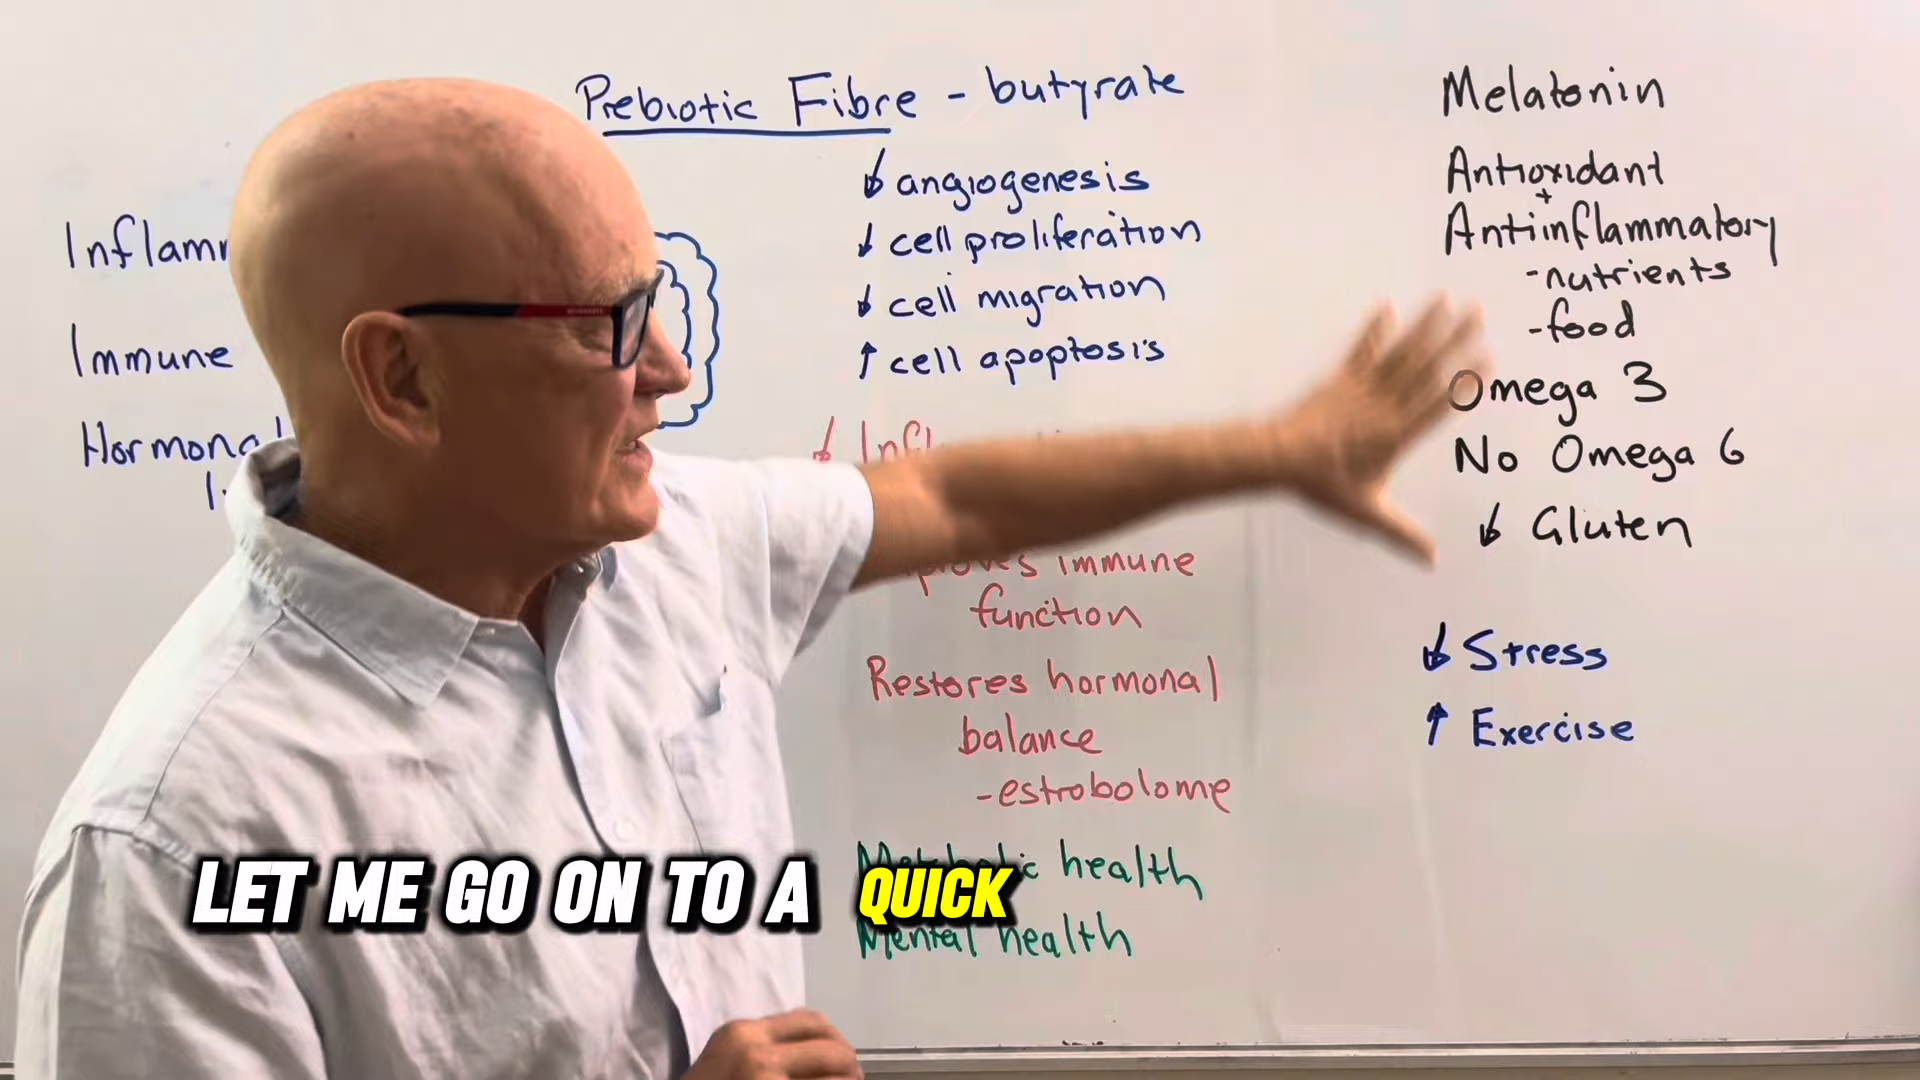 Prebiotic Fibre - butyrate
↓ angiogenesis
↓ cell proliferation
↓ cell migration
↑ cell apoptosis
Immune
function
immune
Restores hormonal
balance
-estrobolome
health
Mental health
Melatonin
Antioxidant
+
Antiinflammatory
-nutrients
-food
Omega 3
No Omega 6
↓ Gluten
↓ Stress
↑ Exercise
LET ME GO ON TO A QUICK